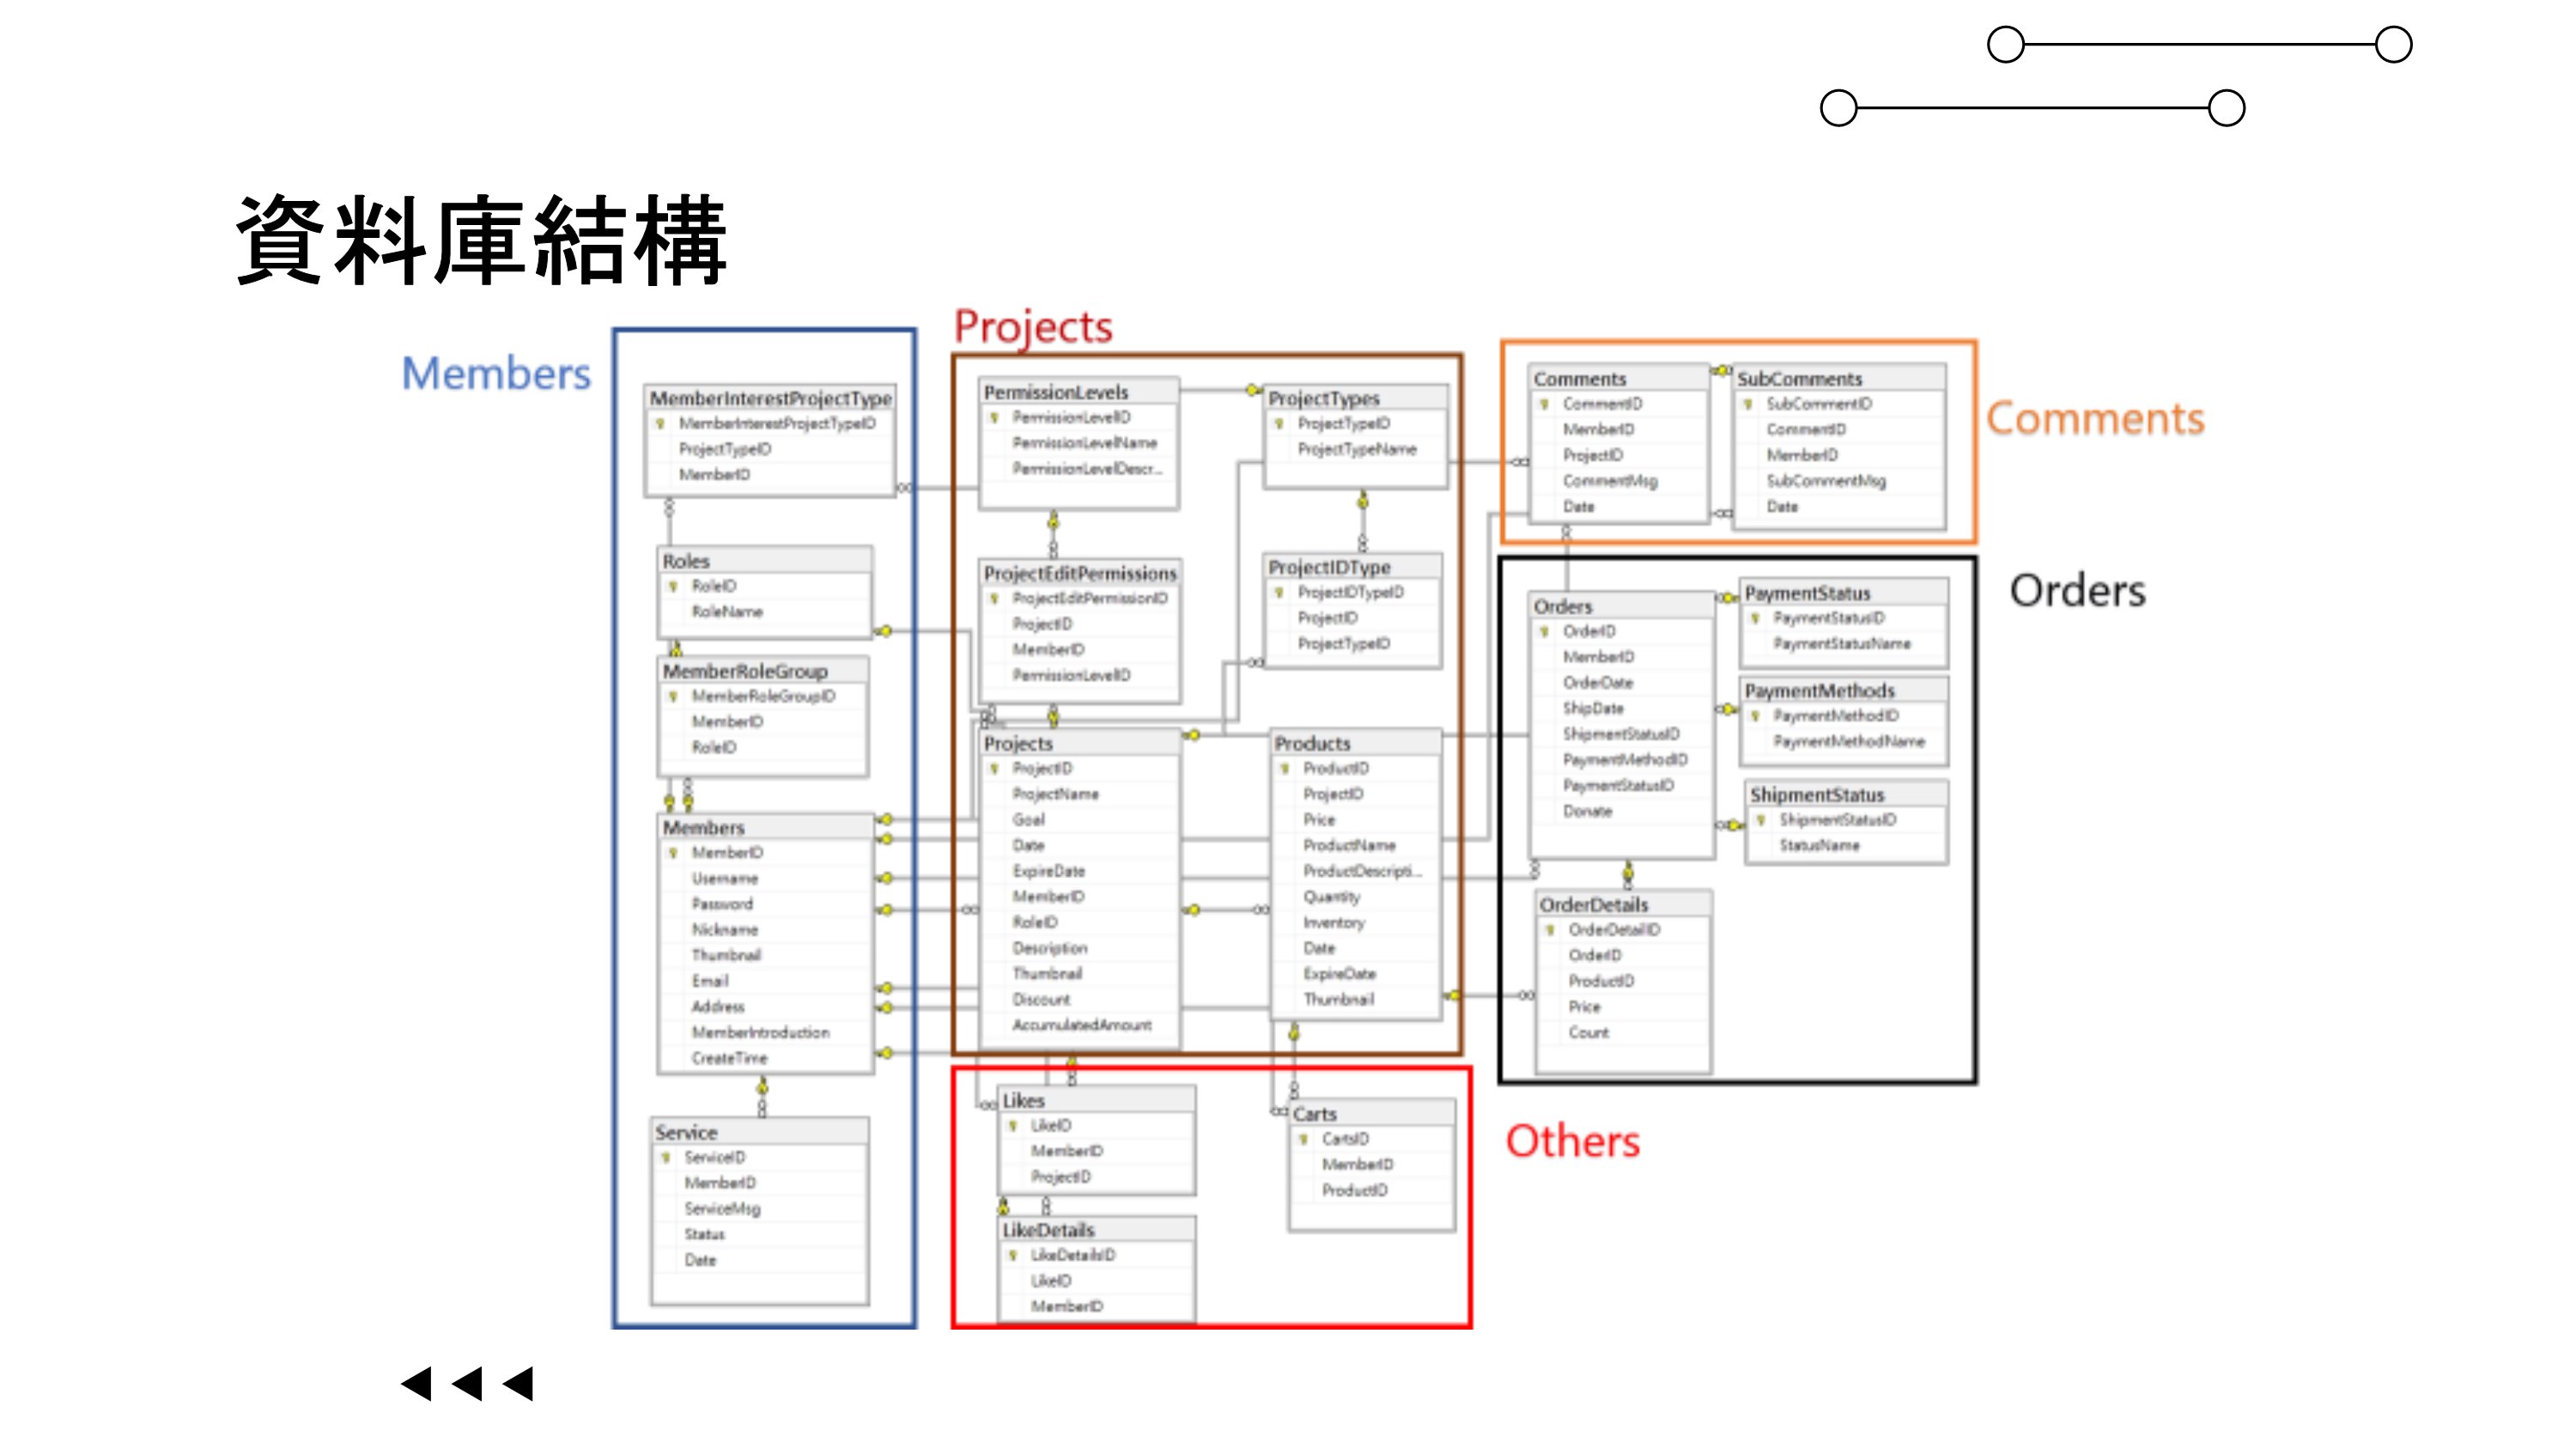 資料庫結構
Members
MemberInterestProjectType
MemberInterestProjectTypeID
ProjectTypeID
MemberID
Roles
RoleID
RoleName
MemberRoleGroup
MemberRoleGroupID
MemberID
RoleID
Members
MemberID
Username
Password
Nickname
Thumbnail
Email
Address
MemberIntroduction
CreateTime
Service
ServiceID
MemberID
ServiceMsg
Status
Date
Projects
PermissionLevels
PermissionLevelID
PermissionLevelName
PermissionLevelDescr...
ProjectTypes
ProjectTypeID
ProjectTypeName
ProjectEditPermissions
ProjectEditPermissionID
ProjectID
MemberID
PermissionLevelID
ProjectIDType
ProjectIDTypeID
ProjectID
ProjectTypeID
Projects
ProjectID
ProjectName
Goal
Date
ExpireDate
MemberID
RoleID
Description
Thumbnail
Discount
AccumulatedAmount
Products
ProductID
ProjectID
Price
ProductName
ProductDescripti...
Quantity
Inventory
Date
ExpireDate
Thumbnail
Comments
Comments
CommentID
MemberID
ProjectID
CommentMsg
Date
SubComments
SubCommentID
CommentID
MemberID
SubCommentMsg
Date
Orders
Orders
OrderID
MemberID
OrderDate
ShipDate
ShipmentStatusID
PaymentMethodID
PaymentStatusID
Donate
PaymentStatus
PaymentStatusID
PaymentStatusName
PaymentMethods
PaymentMethodID
PaymentMethodName
ShipmentStatus
ShipmentStatusID
StatusName
OrderDetails
OrderDetailID
OrderID
ProductID
Price
Count
Others
Likes
LikeID
MemberID
ProjectID
LikeDetails
LikeDetailsID
LikeID
MemberID
Carts
CartsID
MemberID
ProductID